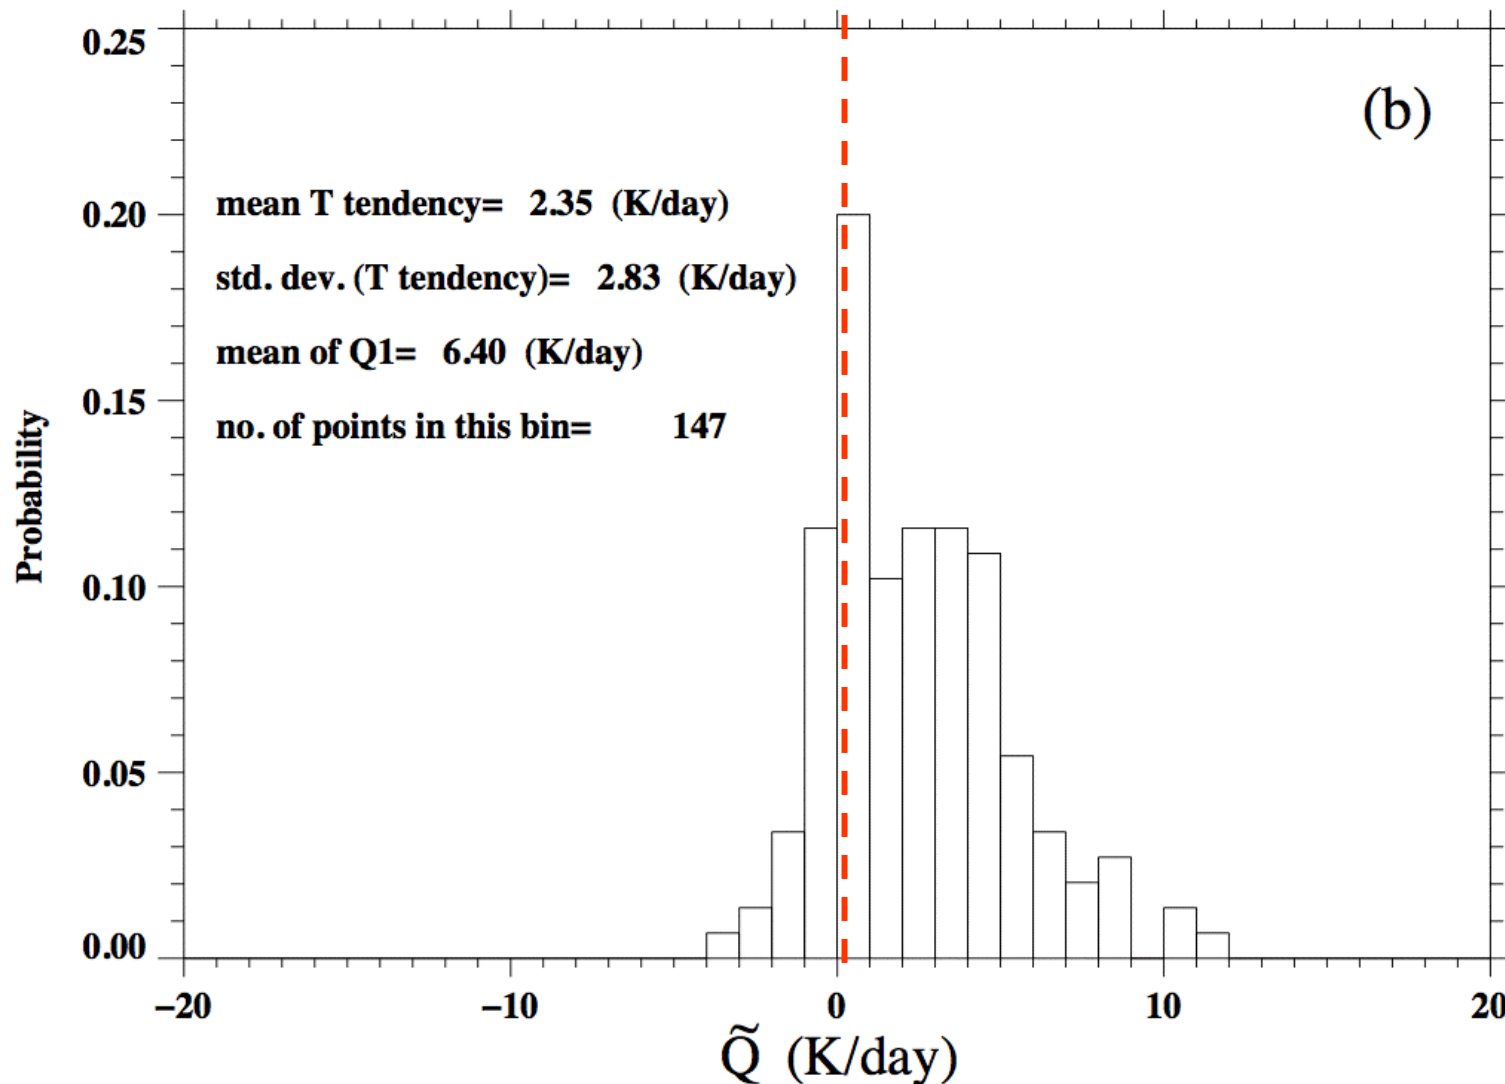 0.25
(b)
mean T tendency= 2.35 (K/day)
0.20
std. dev. (T tendency)= 2.83 (K/day)
mean of Q1= 6.40 (K/day)
0.15
no. of points in this bin= 147
Probability
0.10
0.05
0.00
−20 −10 0 10 20
Q̃ (K/day)